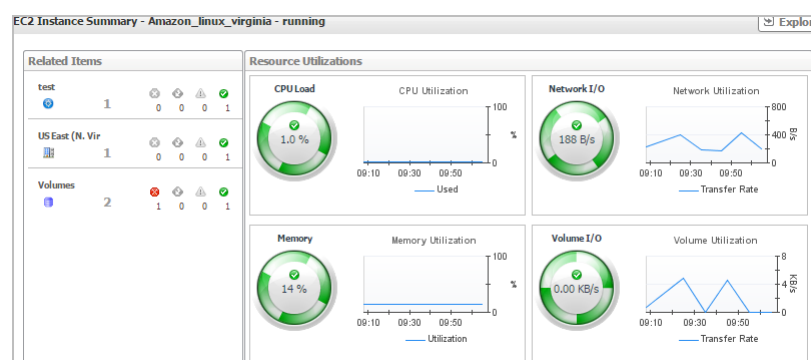 EC2 Instance Summary - Amazon_linux_virginia - running
Explor
Related Items
test
1
0 0 0 1
US East (N. Vir
1
0 0 0 1
Volumes
2
1 0 0 1
Resource Utilizations
CPU Load
1.0 %
CPU Utilization
100
%
0
09:10 09:30 09:50
Used
Network I/O
188 B/s
Network Utilization
800
400
B/s
0
09:10 09:30 09:50
Transfer Rate
Memory
14 %
Memory Utilization
100
%
0
09:10 09:30 09:50
Utilization
Volume I/O
0.00 KB/s
Volume Utilization
8
4
KB/s
0
09:10 09:30 09:50
Transfer Rate